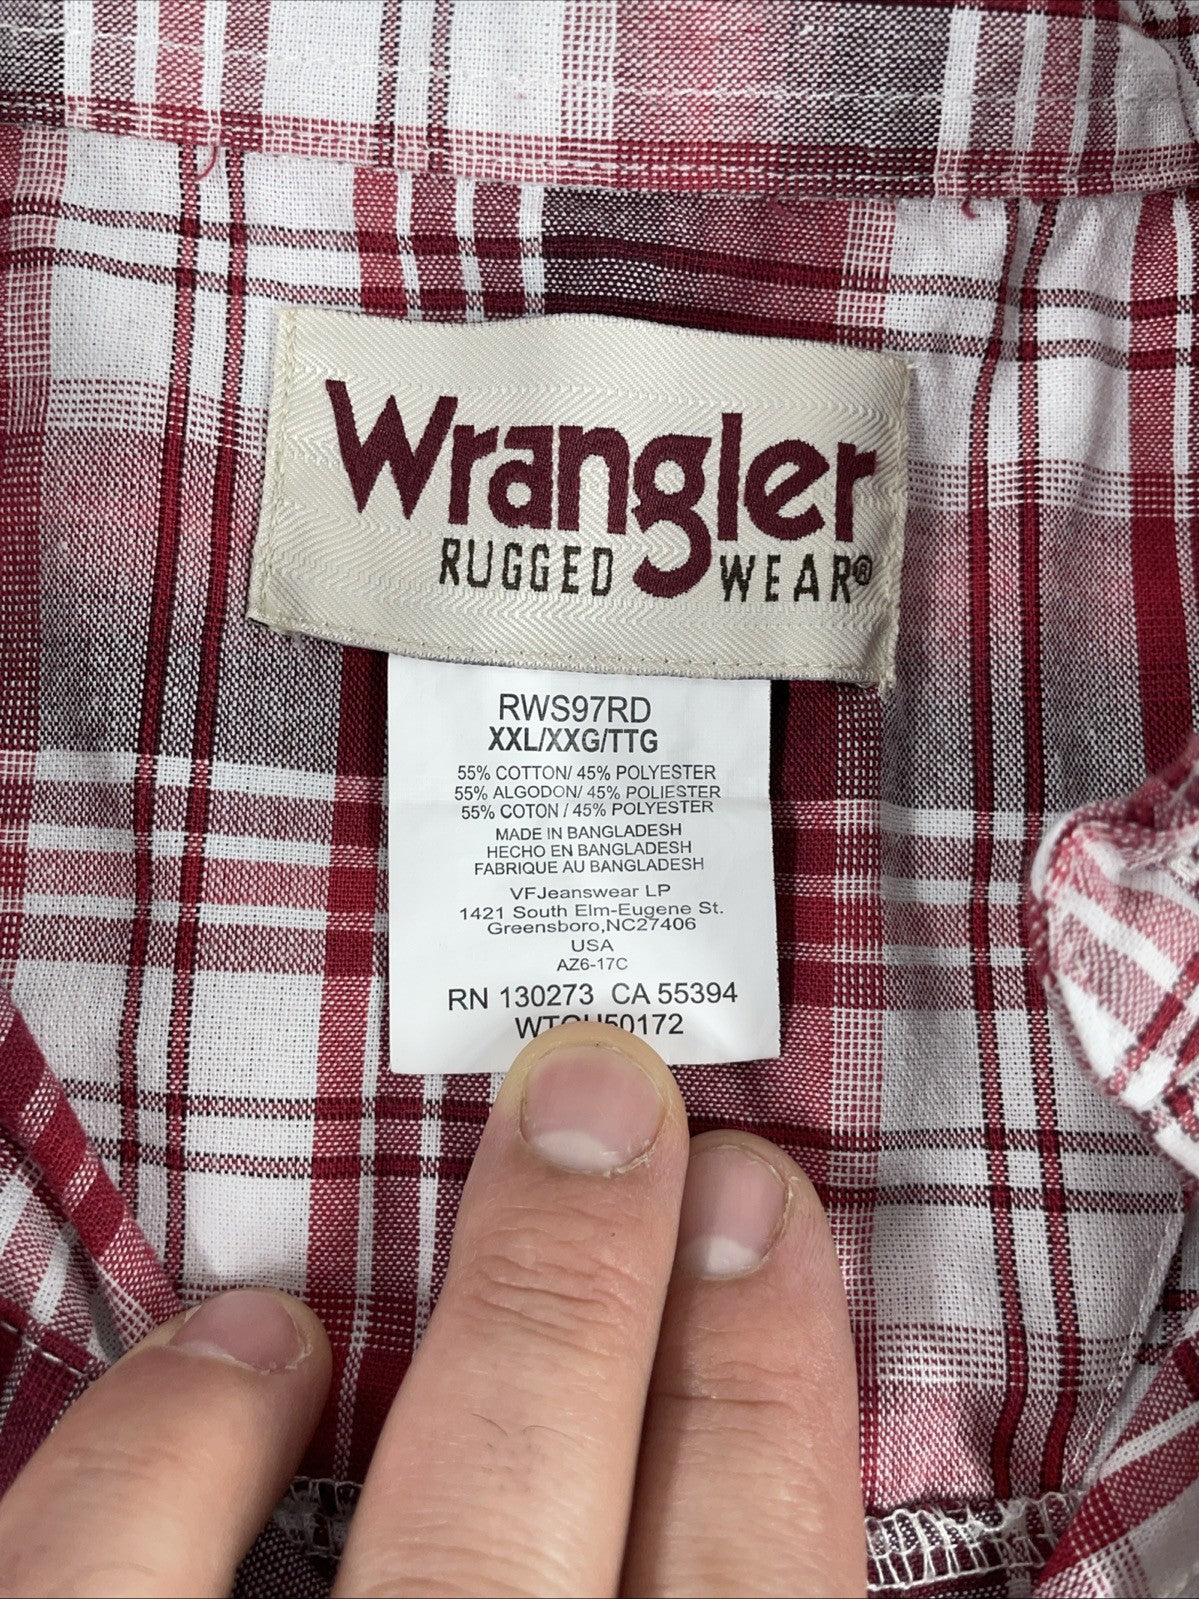 Wrangler
RUGGED WEAR®
RWS97RD
XXL/XXG/TTG
55% COTTON/ 45% POLYESTER
55% ALGODON/ 45% POLIESTER
55% COTON / 45% POLYESTER
MADE IN BANGLADESH
HECHO EN BANGLADESH
FABRIQUE AU BANGLADESH
VFJeanswear LP
1421 South Elm-Eugene St.
Greensboro,NC27406
USA
AZ6-17C
RN 130273 CA 55394